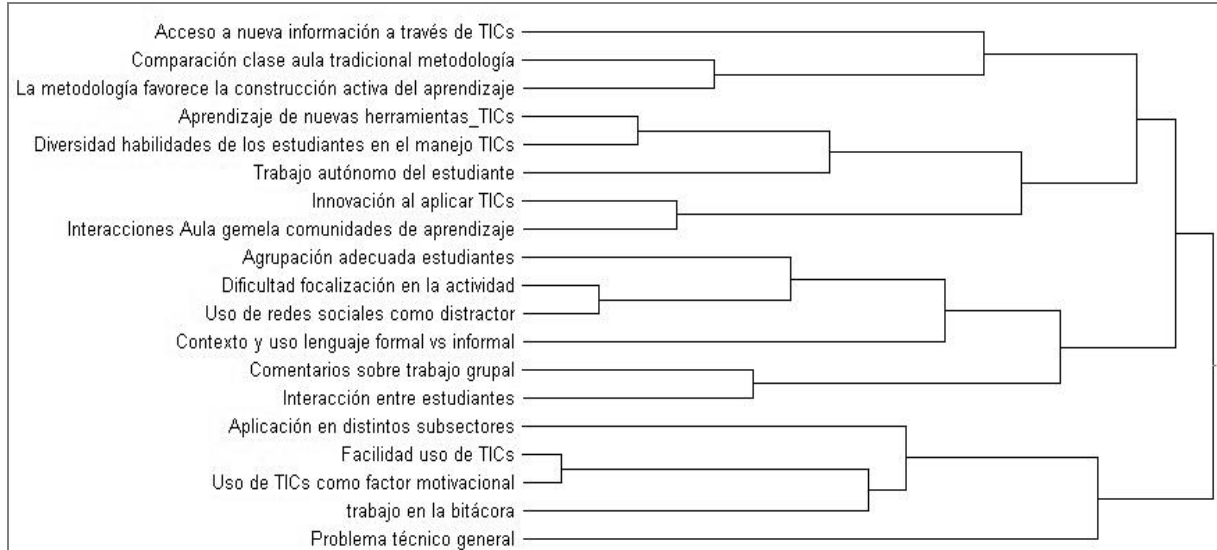 Acceso a nueva información a través de TICs
Comparación clase aula tradicional metodología
La metodología favorece la construcción activa del aprendizaje
Aprendizaje de nuevas herramientas_TICs
Diversidad habilidades de los estudiantes en el manejo TICs
Trabajo autónomo del estudiante
Innovación al aplicar TICs
Interacciones Aula gemela comunidades de aprendizaje
Agrupación adecuada estudiantes
Dificultad focalización en la actividad
Uso de redes sociales como distractor
Contexto y uso lenguaje formal vs informal
Comentarios sobre trabajo grupal
Interacción entre estudiantes
Aplicación en distintos subsectores
Facilidad uso de TICs
Uso de TICs como factor motivacional
trabajo en la bitácora
Problema técnico general